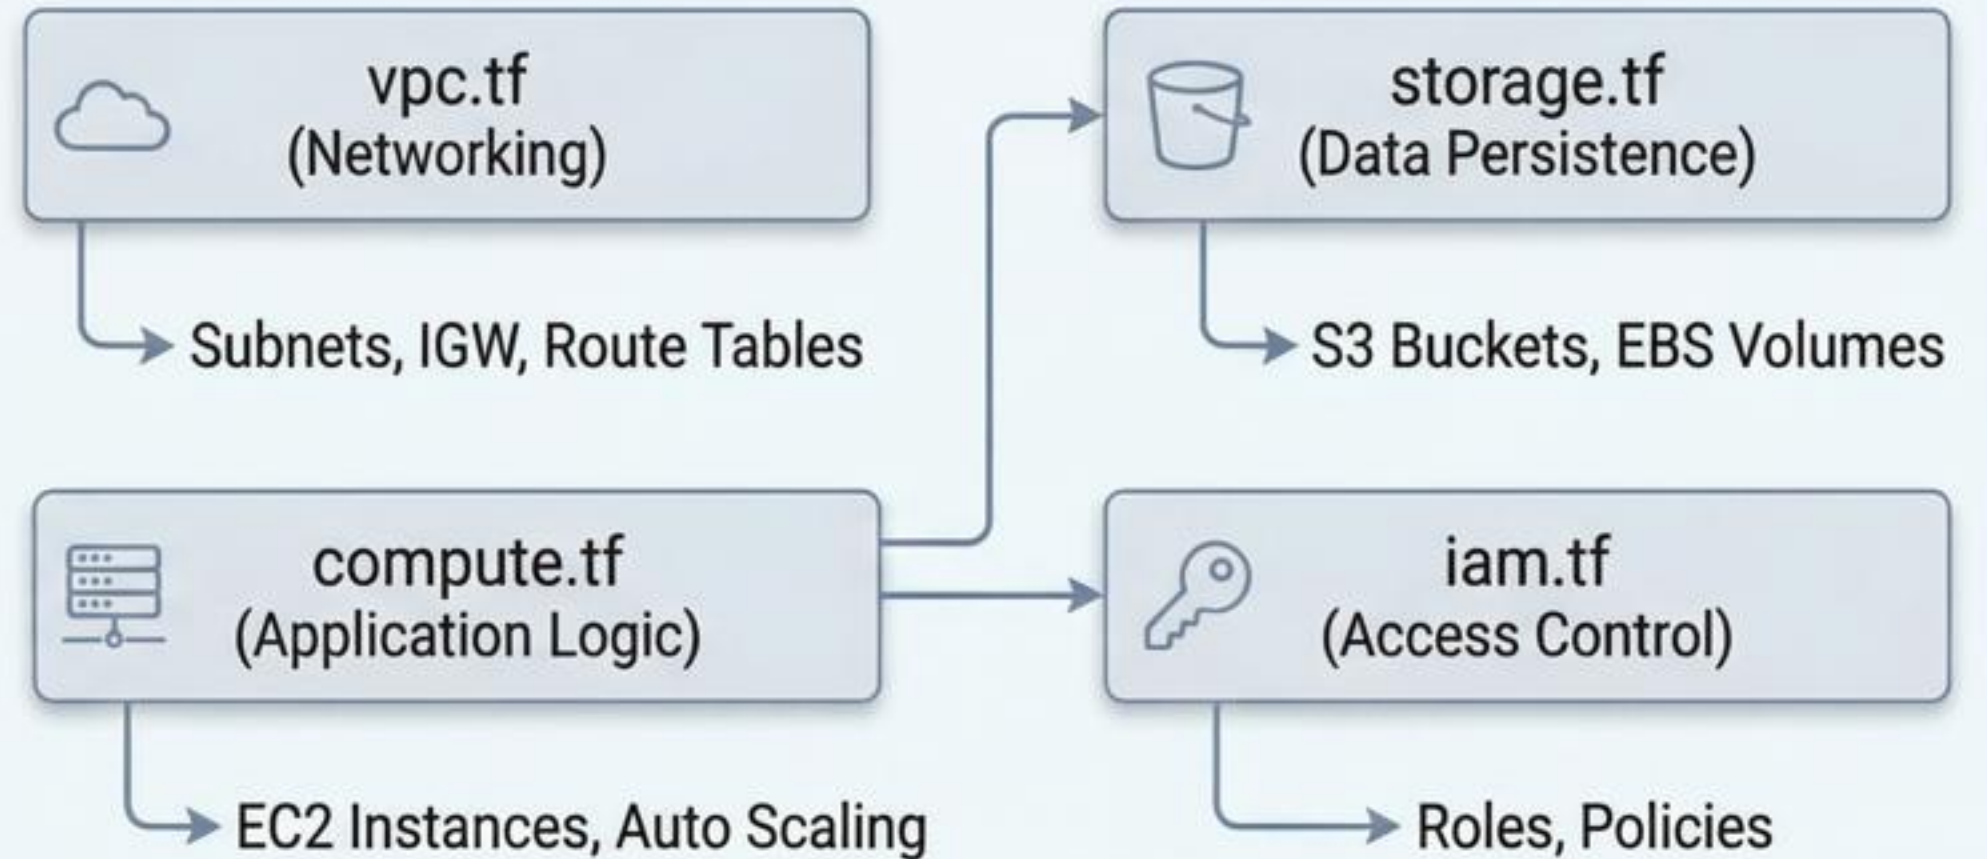 vpc.tf
(Networking)
Subnets, IGW, Route Tables
storage.tf
(Data Persistence)
S3 Buckets, EBS Volumes
compute.tf
(Application Logic)
EC2 Instances, Auto Scaling
iam.tf
(Access Control)
Roles, Policies